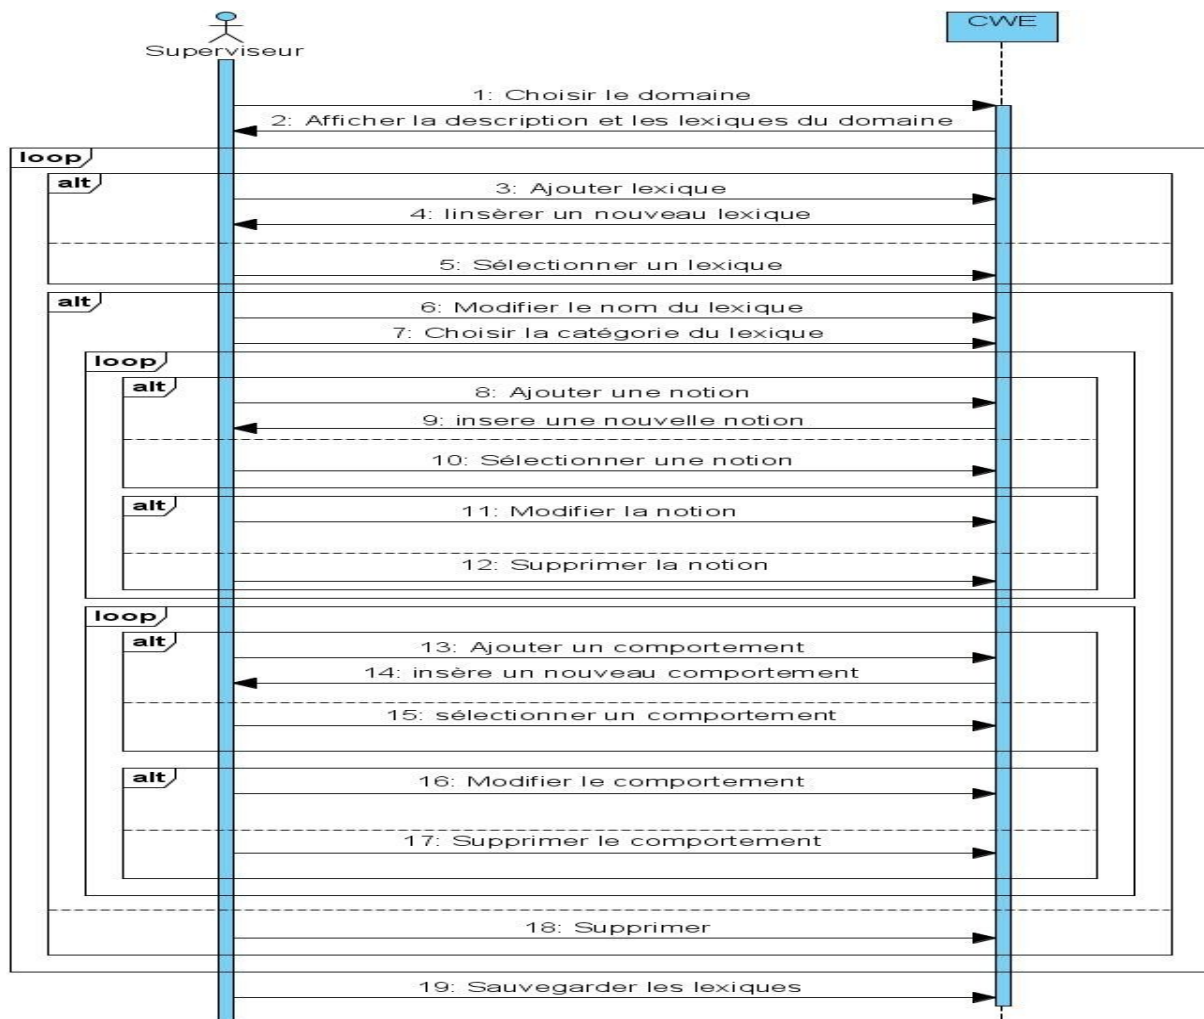 CWE
Superviseur
1: Choisir le domaine
2: Afficher la description et les lexiques du domaine
loop
alt
3: Ajouter lexique
4: Iinsèrer un nouveau lexique
5: Sélectionner un lexique
alt
6: Modifier le nom du lexique
7: Choisir la catégorie du lexique
loop
alt
8: Ajouter une notion
9: insere une nouvelle notion
10: Sélectionner une notion
alt
11: Modifier la notion
12: Supprimer la notion
loop
alt
13: Ajouter un comportement
14: insère un nouveau comportement
15: sélectionner un comportement
alt
16: Modifier le comportement
17: Supprimer le comportement
18: Supprimer
19: Sauvegarder les lexiques